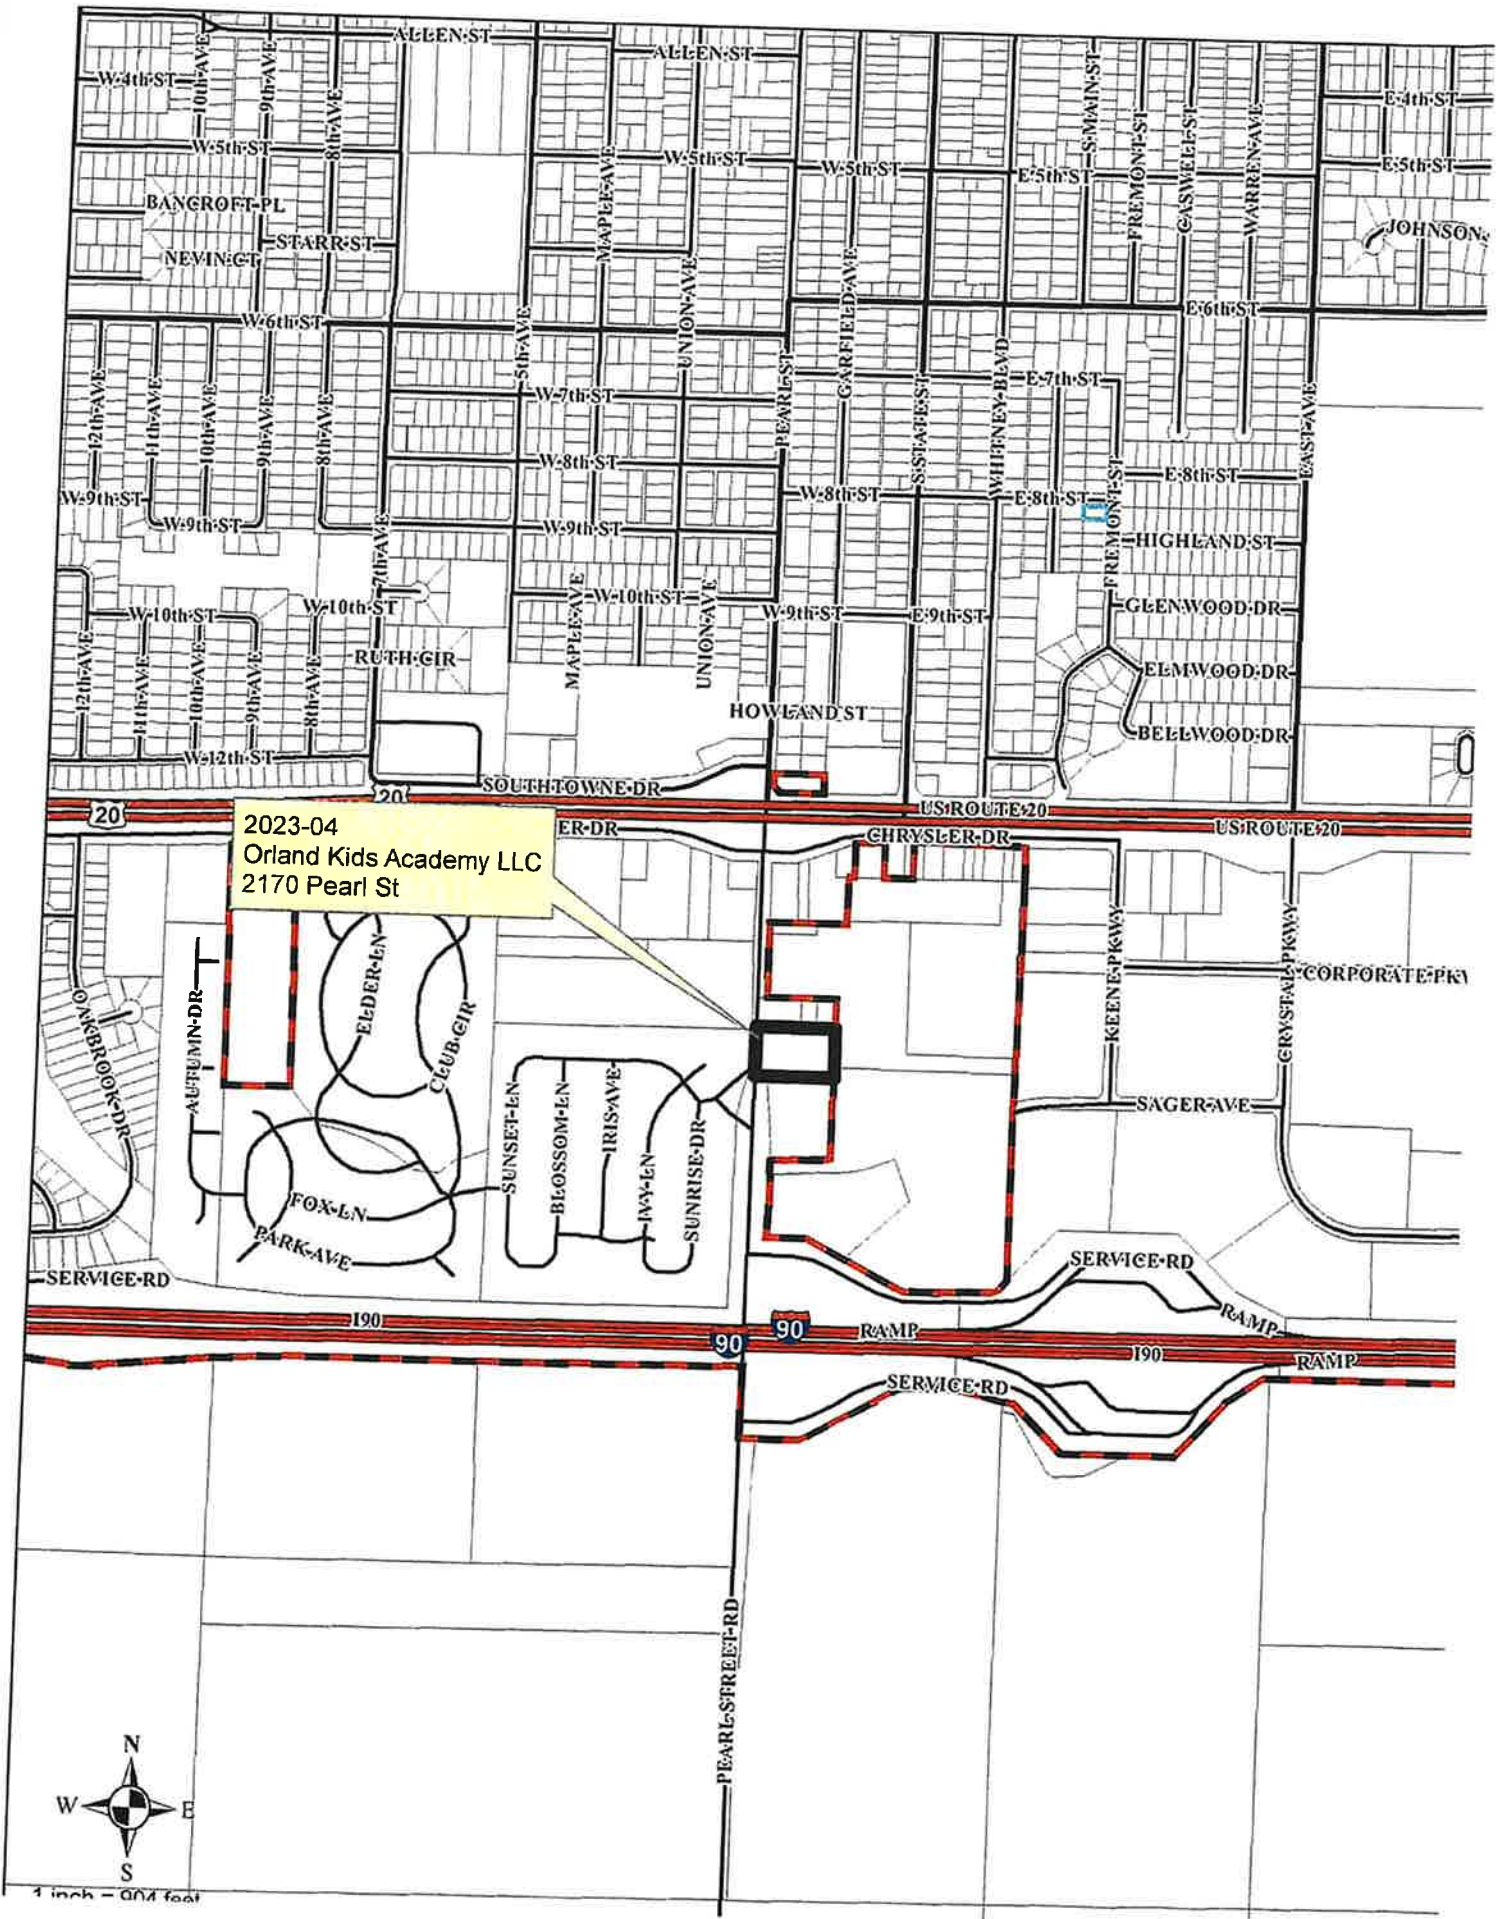 ALLEN ST
ALLEN ST
W 4th ST
10th AVE
9th AVE
8th AVE
S MAIN ST
E 4th ST
W 5th ST
W 5th ST
W 5th ST
E 5th ST
E 5th ST
MAPLE AVE
FREMONT ST
CASWELL ST
WARREN AVE
BANCROFT PL
STARR ST
NEVIN CT
JOHNSON
UNION AVE
GARFIELD AVE
W 6th ST
E 6th ST
5th AVE
PEARL ST
S STATE ST
WHITNEY BLVD
EAST AVE
W 7th ST
E 7th ST
12th AVE
11th AVE
10th AVE
9th AVE
8th AVE
W 8th ST
W 8th ST
E 8th ST
E 8th ST
FREMONT ST
W 9th ST
W 9th ST
W 9th ST
7th AVE
HIGHLAND ST
W 10th ST
W 10th ST
W 10th ST
MAPLE AVE
UNION AVE
W 9th ST
E 9th ST
GLENWOOD DR
RUTH CIR
ELMWOOD DR
12th AVE
11th AVE
10th AVE
9th AVE
8th AVE
HOWLAND ST
BELLWOOD DR
W 12th ST
SOUTHTOWNE DR
20
20
US ROUTE 20
US ROUTE 20
ER DR
CHRYSLER DR
2023-04
Orland Kids Academy LLC
2170 Pearl St
ELDER LN
CLUB CIR
AUTUMN DR
OAKBROOK DR
KEENE PKWY
CRYSTAL PKWY
CORPORATE PKW
SUNSET LN
BLOSSOM LN
IRIS AVE
IVY LN
SUNRISE DR
SAGER AVE
FOX LN
PARK AVE
SERVICE RD
SERVICE RD
I90
90
90
RAMP
RAMP
I90
RAMP
SERVICE RD
PEARL STREET RD
N
W
E
S
1 inch = 904 feet